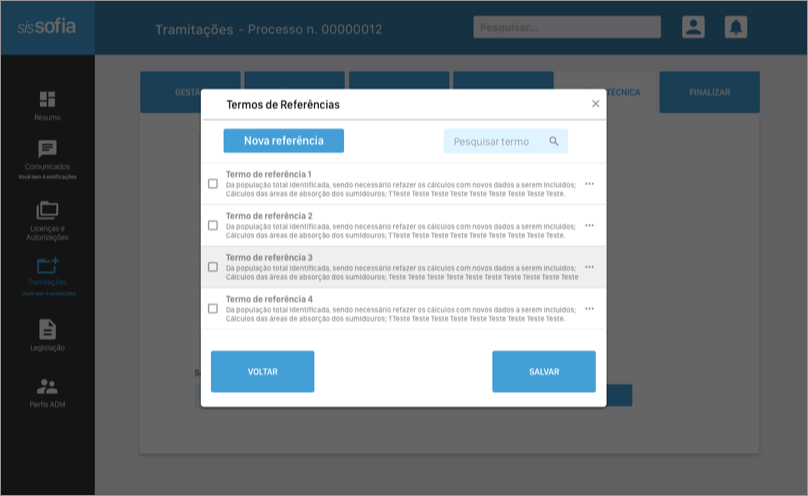 sissofia
Tramitações - Processo n. 00000012
Pesquisar...
Resumo
Comunicados
Você tem 4 notificações
Licenças e
Autorizações
Tramitações
Você tem 4 avaliações
Legislação
Perfis ADM
GESTÃ
TECNICA
FINALIZAR
Termos de Referências
Nova referência
Pesquisar termo
Termo de referência 1
Da população total identificada, sendo necessário refazer os cálculos com novos dados a serem incluídos;
Cálculos das áreas de absorção dos sumidouros; TTeste Teste Teste Teste Teste Teste Teste Teste Teste.
Termo de referência 2
Da população total identificada, sendo necessário refazer os cálculos com novos dados a serem incluídos;
Cálculos das áreas de absorção dos sumidouros; TTeste Teste Teste Teste Teste Teste Teste Teste Teste.
Termo de referência 3
Da população total identificada, sendo necessário refazer os cálculos com novos dados a serem incluídos;
Cálculos das áreas de absorção dos sumidouros; Teste Teste Teste Teste Teste Teste Teste Teste Teste Teste
Termo de referência 4
Da população total identificada, sendo necessário refazer os cálculos com novos dados a serem incluídos;
Cálculos das áreas de absorção dos sumidouros; TTeste Teste Teste Teste Teste Teste Teste Teste Teste.
VOLTAR
SALVAR